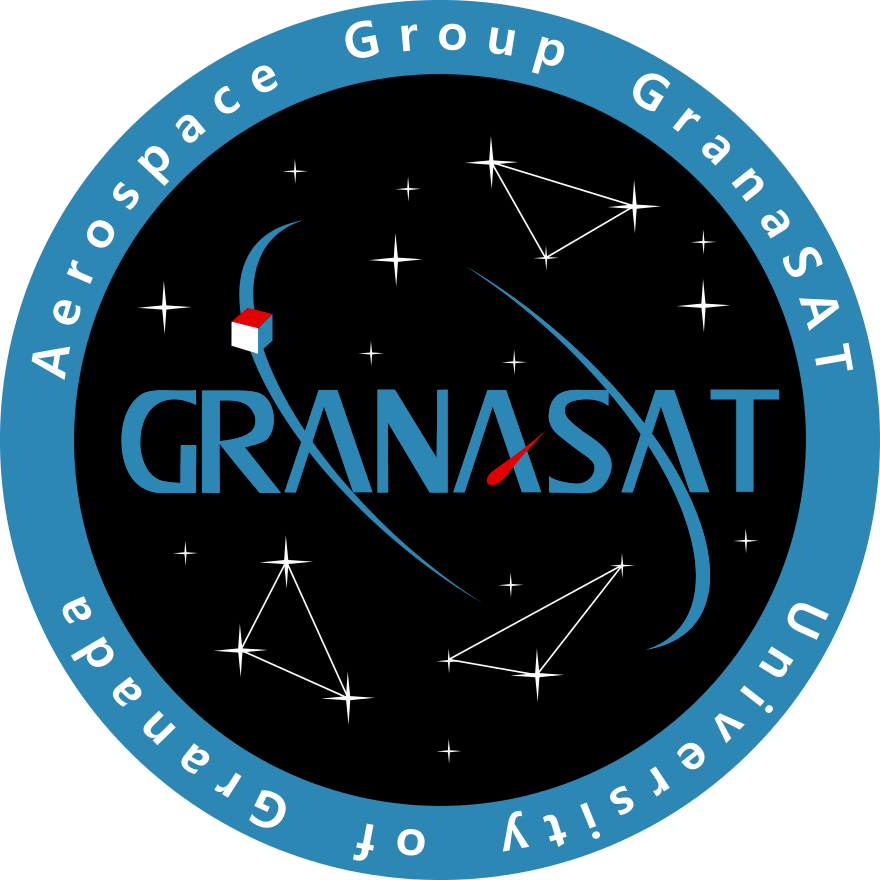 Aerospace Group GranaSAT
GRANASAT
University of Granada